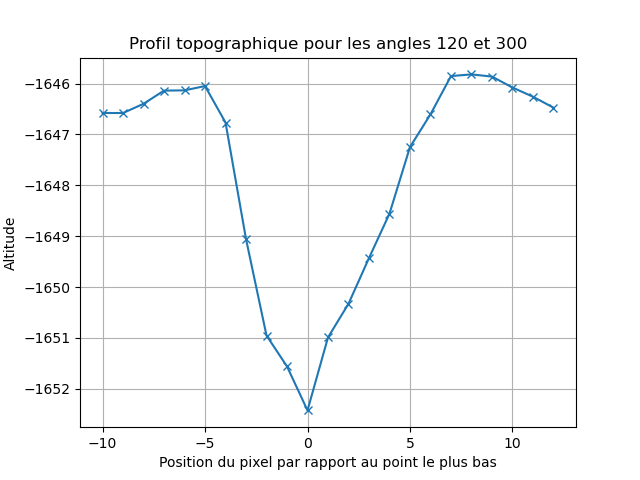 Profil topographique pour les angles 120 et 300
Altitude
−1646
−1647
−1648
−1649
−1650
−1651
−1652
−10 −5 0 5 10
Position du pixel par rapport au point le plus bas